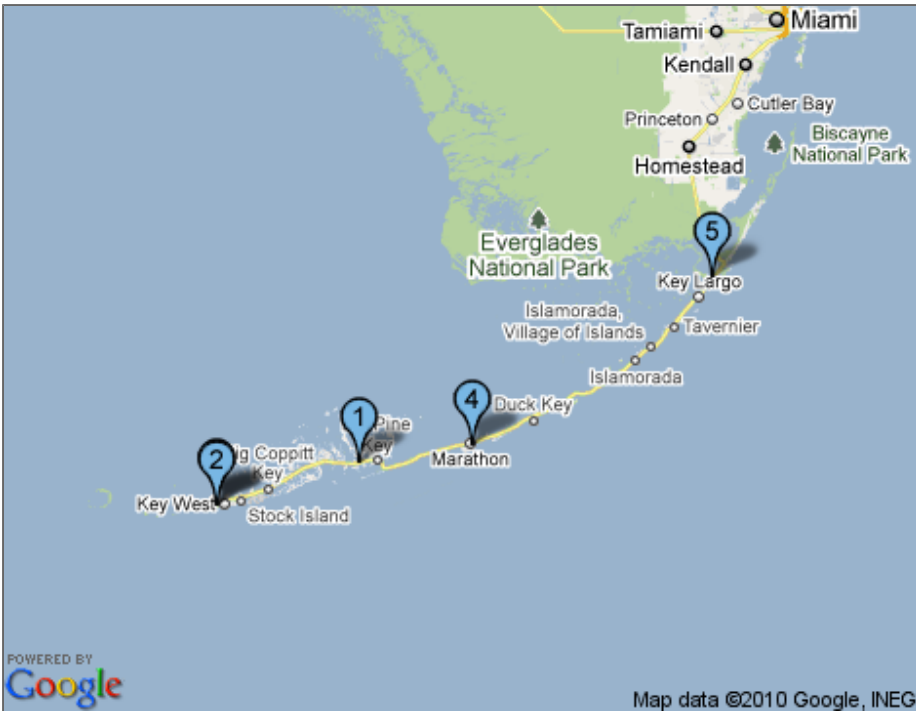 Miami
Tamiami
Kendall
Cutler Bay
Princeton
Biscayne
National Park
Homestead
5
Everglades
National Park
Key Largo
Islamorada,
Village of Islands
Tavernier
Islamorada
4
Duck Key
1
Pine
Key
Marathon
2
ig Coppitt
Key
Key West
Stock Island
POWERED BY
Google
Map data ©2010 Google, INEG